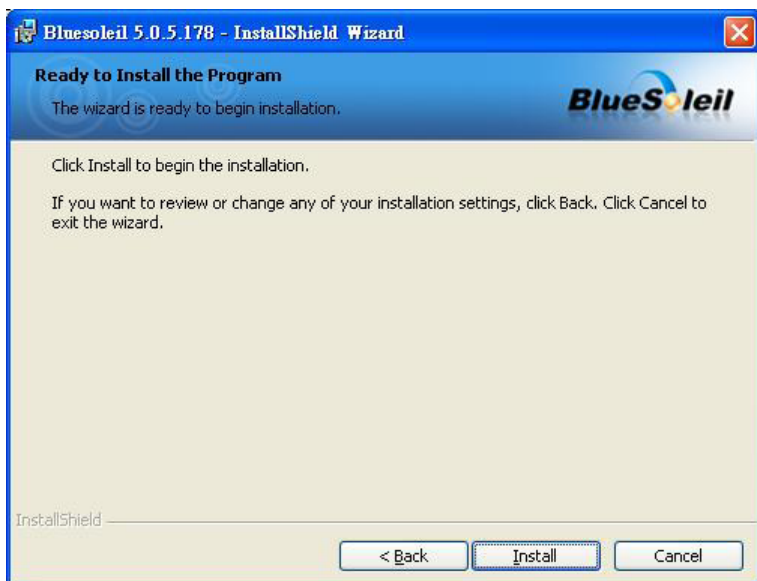 Bluesoleil 5.0.5.178 - InstallShield Wizard
Ready to Install the Program
The wizard is ready to begin installation.
BlueSoleil
Click Install to begin the installation.
If you want to review or change any of your installation settings, click Back. Click Cancel to
exit the wizard.
InstallShield
< Back
Install
Cancel